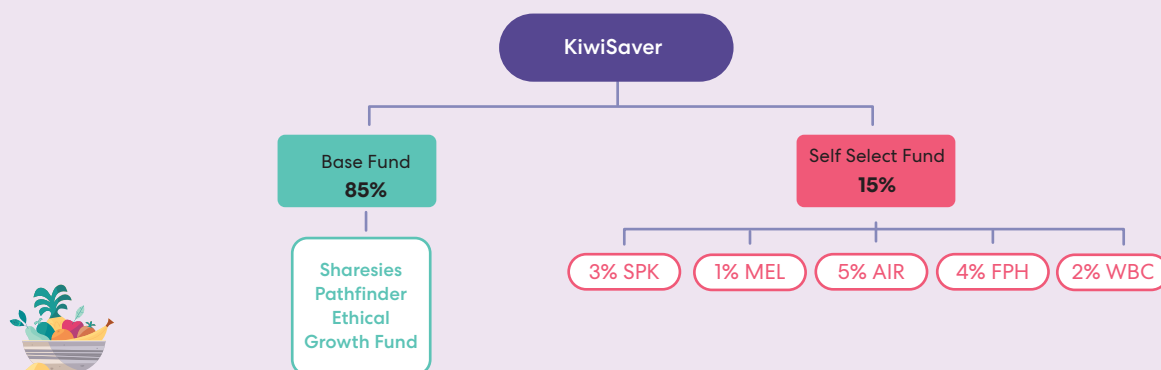 KiwiSaver
Base Fund
85%
Self Select Fund
15%
Sharesies
Pathfinder
Ethical
Growth Fund
3% SPK
1% MEL
5% AIR
4% FPH
2% WBC